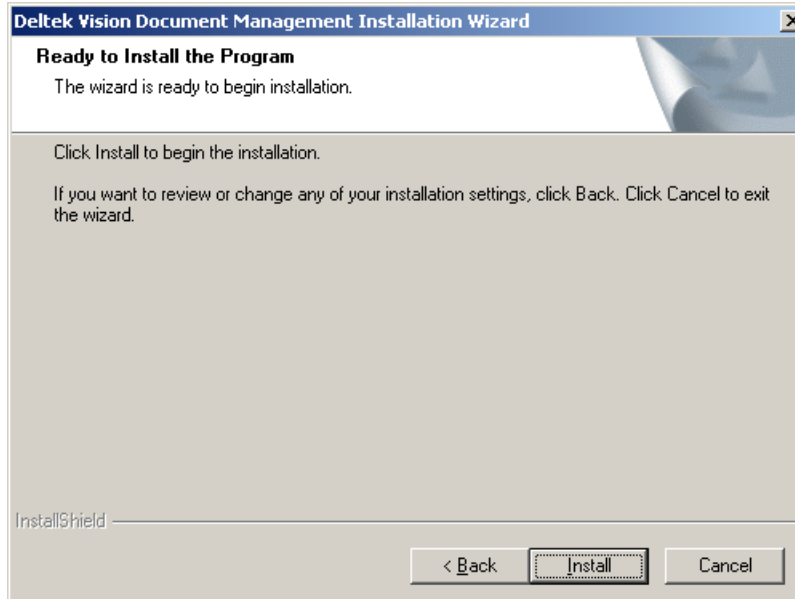 Deltek Vision Document Management Installation Wizard
Ready to Install the Program
The wizard is ready to begin installation.
Click Install to begin the installation.
If you want to review or change any of your installation settings, click Back. Click Cancel to exit
the wizard.
InstallShield
< Back Install Cancel